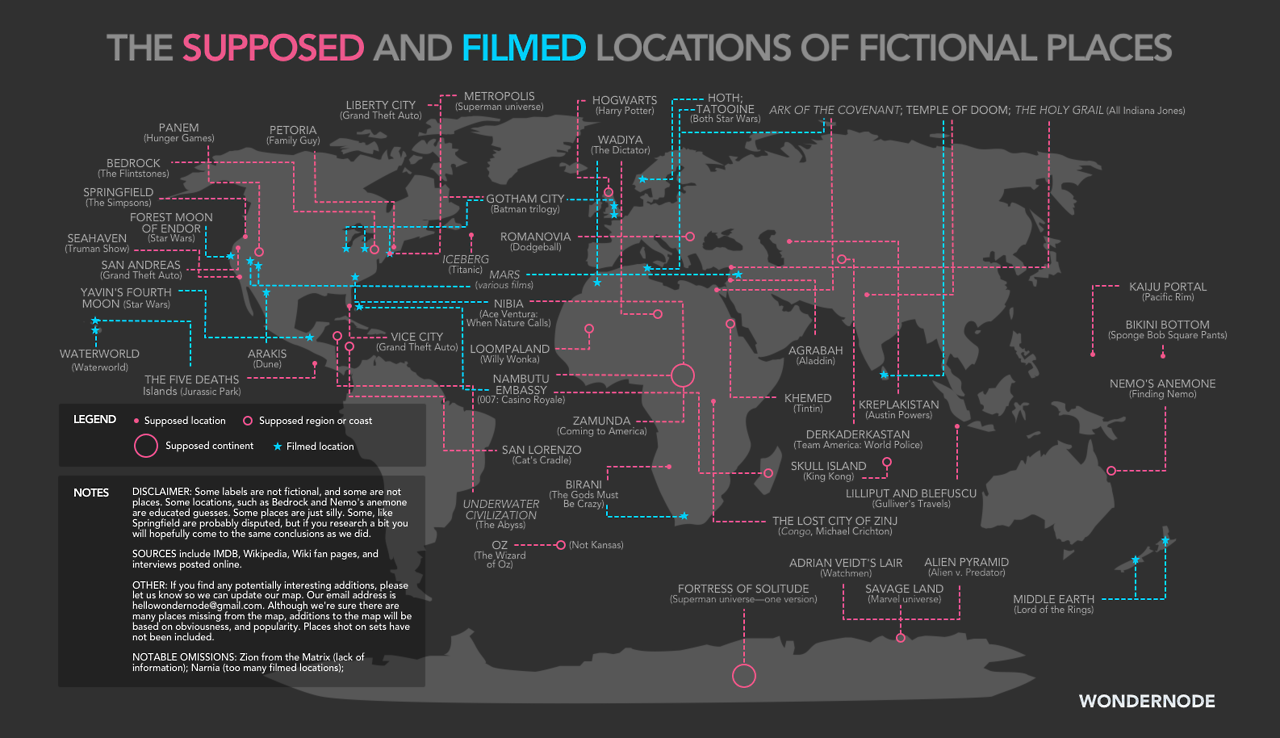 THE SUPPOSED AND FILMED LOCATIONS OF FICTIONAL PLACES
METROPOLIS
(Superman universe)
LIBERTY CITY
(Grand Theft Auto)
HOGWARTS
(Harry Potter)
HOTH;
TATOOINE
(Both Star Wars)
ARK OF THE COVENANT; TEMPLE OF DOOM; THE HOLY GRAIL (All Indiana Jones)
PANEM
(Hunger Games)
PETORIA
(Family Guy)
WADIYA
(The Dictator)
BEDROCK
(The Flintstones)
SPRINGFIELD
(The Simpsons)
GOTHAM CITY
(Batman trilogy)
FOREST MOON
OF ENDOR
(Star Wars)
SEAHAVEN
(Truman Show)
ROMANOVIA
(Dodgeball)
ICEBERG
(Titanic)
SAN ANDREAS
(Grand Theft Auto)
MARS
(various films)
YAVIN'S FOURTH
MOON (Star Wars)
NIBIA
(Ace Ventura:
When Nature Calls)
KAIJU PORTAL
(Pacific Rim)
BIKINI BOTTOM
(Sponge Bob Square Pants)
VICE CITY
(Grand Theft Auto)
LOOMPALAND
(Willy Wonka)
AGRABAH
(Aladdin)
WATERWORLD
(Waterworld)
ARAKIS
(Dune)
THE FIVE DEATHS
Islands (Jurassic Park)
NAMBUTU
EMBASSY
(007: Casino Royale)
NEMO'S ANEMONE
(Finding Nemo)
KHEMED
(Tintin)
KREPLAKISTAN
(Austin Powers)
LEGEND
Supposed location
Supposed region or coast
Supposed continent
Filmed location
ZAMUNDA
(Coming to America)
DERKADERKASTAN
(Team America: World Police)
SAN LORENZO
(Cat's Cradle)
SKULL ISLAND
(King Kong)
BIRANI
(The Gods Must
Be Crazy)
LILLIPUT AND BLEFUSCU
(Gulliver's Travels)
UNDERWATER
CIVILIZATION
(The Abyss)
THE LOST CITY OF ZINJ
(Congo, Michael Crichton)
OZ
(The Wizard
of Oz)
(Not Kansas)
ADRIAN VEIDT'S LAIR
(Watchmen)
ALIEN PYRAMID
(Alien v. Predator)
FORTRESS OF SOLITUDE
(Superman universe—one version)
SAVAGE LAND
(Marvel universe)
MIDDLE EARTH
(Lord of the Rings)
NOTES
DISCLAIMER: Some labels are not fictional, and some are not
places. Some locations, such as Bedrock and Nemo's anemone
are educated guesses. Some places are just silly. Some, like
Springfield are probably disputed, but if you research a bit you
will hopefully come to the same conclusions as we did.
SOURCES include IMDB, Wikipedia, Wiki fan pages, and
interviews posted online.
OTHER: If you find any potentially interesting additions, please
let us know so we can update our map. Our email address is
hellowondernode@gmail.com. Although we're sure there are
many places missing from the map, additions to the map will be
based on obviousness, and popularity. Places shot on sets have
not been included.
NOTABLE OMISSIONS: Zion from the Matrix (lack of
information); Narnia (too many filmed locations);
WONDERNODE